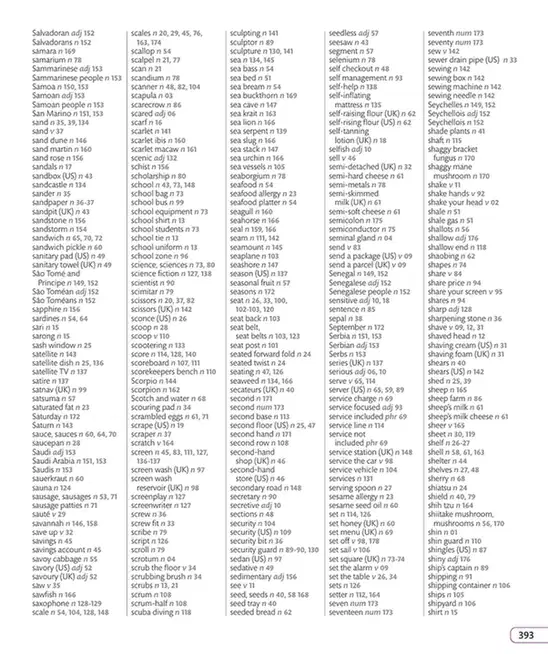 Salvadoran adj 152
Salvadorans n 152
samara n 169
samarium n 78
Sammarinese adj 153
Sammarinese people n 153
Samoa n 150, 153
Samoan adj 153
Samoan people n 153
San Marino n 151, 153
sand n 35, 39, 134
sand v 37
sand dune n 146
sand martin n 160
sand rose n 156
sandals n 17
sandbox (US) n 43
sandcastle n 134
sander n 35
sandpaper n 36-37
sandpit (UK) n 43
sandstone n 156
sandstorm n 154
sandwich n 65, 70, 72
sandwich pickle n 60
sanitary pad (US) n 49
sanitary towel (UK) n 49
São Tomé and
Príncipe n 149, 152
São Toméan adj n 152
São Toméans n 152
sapphire n 156
sardines n 54, 64
sari n 15
sarong n 15
sash window n 25
satellite n 143
satellite dish n 25, 136
satellite TV n 137
satire n 137
satnav (UK) n 99
satsuma n 57
saturated fat n 23
Saturday n 172
Saturn n 143
sauce, sauces n 60, 64, 70
saucepan n 28
Saudi adj 153
Saudi Arabia n 151, 153
Saudis n 153
sauerkraut n 60
sauna n 124
sausage, sausages n 53, 71
sausage patties n 71
sauté v 29
savannah n 146, 158
save up v 32
savings n 45
savings account n 45
savoy cabbage n 55
savory (US) adj 52
savoury (UK) adj 52
saw v 35
sawfish n 166
saxophone n 128-129
scale n 54, 104, 128, 148
scales n 20, 29, 45, 76,
163, 174
scallop n 54
scalpel n 21, 77
scan n 21
scandium n 78
scanner n 48, 82, 104
scapula n 03
scarecrow n 86
scared adj 06
scarf n 16
scarlet n 141
scarlet ibis n 160
scarlet macaw n 161
scenic adj 132
schist n 156
scholarship n 80
school n 43, 73, 148
school bag n 73
school bus n 99
school equipment n 73
school shirt n 13
school students n 73
school tie n 13
school uniform n 13
school zone n 96
science, sciences n 73, 80
science fiction n 127, 138
scientist n 90
scimitar n 79
scissors n 20, 37, 82
scissors (UK) n 142
sconce (US) n 26
scoop n 28
scoop v 110
scootering n 133
score n 114, 128, 140
scoreboard n 107, 111
scorekeepers bench n 110
Scorpio n 144
scorpion n 162
Scotch and water n 68
scouring pad n 34
scrambled eggs n 61, 71
scrape (US) n 19
scraper n 37
scratch v 164
screen n 45, 83, 111, 127,
136-137
screen wash (UK) n 97
screen wash
reservoir (UK) n 98
screenplay n 127
screenwriter n 127
screw n 36
screw fit n 33
scribe n 79
script n 126
scroll n 79
scrotum n 04
scrub the floor v 34
scrubbing brush n 34
scrubs n 13, 21
scrum n 108
scrum-half n 108
scuba diving n 118
sculpting n 141
sculptor n 89
sculpture n 130, 141
sea n 134, 145
sea bass n 54
sea bed n 51
sea bream n 54
sea buckthorn n 169
sea cave n 147
sea krait n 163
sea lion n 166
sea serpent n 139
sea slug n 166
sea stack n 147
sea urchin n 166
sea vessels n 105
seaborgium n 78
seafood n 54
seafood allergy n 23
seafood platter n 54
seagull n 160
seahorse n 166
seal n 159, 166
seam n 111, 142
seamount n 145
seaplane n 103
seashore n 147
season (US) n 137
seasonal fruit n 57
seasons n 172
seat n 26, 33, 100,
102-103, 120
seat back n 103
seat belt,
seat belts n 103, 123
seat post n 101
seated forward fold n 24
seated twist n 24
seating n 47, 126
seaweed n 134, 166
secateurs (UK) n 40
second n 171
second num 173
second base n 113
second floor (US) n 25, 47
second hand n 171
second row n 108
second-hand
shop (UK) n 46
second-hand
store (US) n 46
secondary road n 148
secretary n 90
secretive adj 10
sections n 48
security n 104
security (US) n 109
security bit n 36
security guard n 89-90, 130
sedan (US) n 97
sedative n 49
sedimentary adj 156
see v 11
seed, seeds n 40, 58 168
seed tray n 40
seeded bread n 62
seedless adj 57
seesaw n 43
segment n 57
selenium n 78
self checkout n 48
self management n 93
self-help n 138
self-inflating
mattress n 135
self-raising flour (UK) n 62
self-rising flour (US) n 62
self-tanning
lotion (UK) n 18
selfish adj 10
sell v 46
semi-detached (UK) n 32
semi-hard cheese n 61
semi-metals n 78
semi-skimmed
milk (UK) n 61
semi-soft cheese n 61
semicolon n 175
semiconductor n 75
seminal gland n 04
send v 83
send a package (US) v 09
send a parcel (UK) v 09
Senegal n 149, 152
Senegalese adj 152
Senegalese people n 152
sensitive adj 10, 18
sentence n 85
sepal n 38
September n 172
Serbia n 151, 153
Serbian adj 153
Serbs n 153
series (UK) n 137
serious adj 06, 10
serve v 65, 114
server (US) n 65, 59, 89
service charge n 69
service focused adj 93
service included phr 69
service line n 114
service not
included phr 69
service station (UK) n 148
service the car v 98
service vehicle n 104
services n 131
serving spoon n 27
sesame allergy n 23
sesame seed oil n 60
set n 114, 126
set honey (UK) n 60
set menu (UK) n 69
set off v 98, 178
set sail v 106
set square (UK) n 73-74
set the alarm v 09
set the table v 26, 34
sets n 126
setter n 112, 164
seven num 173
seventeen num 173
seventh num 173
seventy num 173
sew v 142
sewer drain pipe (US) n 33
sewing n 142
sewing box n 142
sewing machine n 142
sewing needle n 142
Seychelles n 149, 152
Seychellois adj 152
Seychellois n 152
shade plants n 41
shaft n 115
shaggy bracket
fungus n 170
shaggy mane
mushroom n 170
shake v 11
shake hands v 92
shake your head v 02
shale n 51
shale gas n 51
shallots n 56
shallow adj 176
shallow end n 118
shaobing n 62
shapes n 74
share v 84
share price n 94
share your screen v 95
shares n 94
sharp adj 128
sharpening stone n 36
shave v 09, 12, 31
shaved head n 12
shaving cream (US) n 31
shaving foam (UK) n 31
shears n 40
shears (US) n 142
shed n 25, 39
sheep n 165
sheep farm n 86
sheep's milk n 61
sheep's milk cheese n 61
sheer v 165
sheet n 30, 119
shelf n 26-27
shell n 58, 61, 163
shelter n 44
shelves n 27, 48
sherry n 68
shiatsu n 24
shield n 40, 79
shih tzu n 164
shiitake mushroom,
mushrooms n 56, 170
shin n 01
shin guard n 110
shingles (US) n 87
shiny adj 176
ship's captain n 89
shipping n 91
shipping container n 106
ships n 105
shipyard n 106
shirt n 15
393